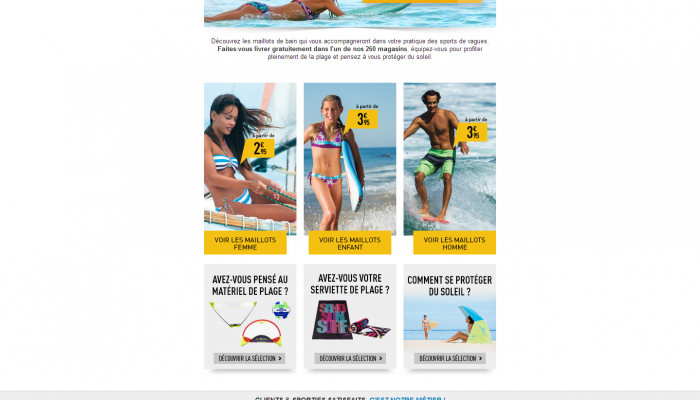 Découvrez les maillots de bain qui vous accompagneront dans votre pratique des sports de vagues.
Faites-vous livrer gratuitement dans l'un de nos 260 magasins, équipez-vous pour profiter
pleinement de la plage et pensez à vous protéger du soleil.
à partir de
2€95
à partir de
3€95
à partir de
3€95
VOIR LES MAILLOTS
FEMME
VOIR LES MAILLOTS
ENFANT
VOIR LES MAILLOTS
HOMME
AVEZ-VOUS PENSÉ AU
MATÉRIEL DE PLAGE ?
DÉCOUVRIR LA SÉLECTION >
AVEZ-VOUS VOTRE
SERVIETTE DE PLAGE ?
SAND
SUN
SURF
DÉCOUVRIR LA SÉLECTION >
COMMENT SE PROTÉGER
DU SOLEIL ?
DÉCOUVRIR LA SÉLECTION >
CLIENTS & SPORTIFS SATISFAITS, C'EST NOTRE MÉTIER !